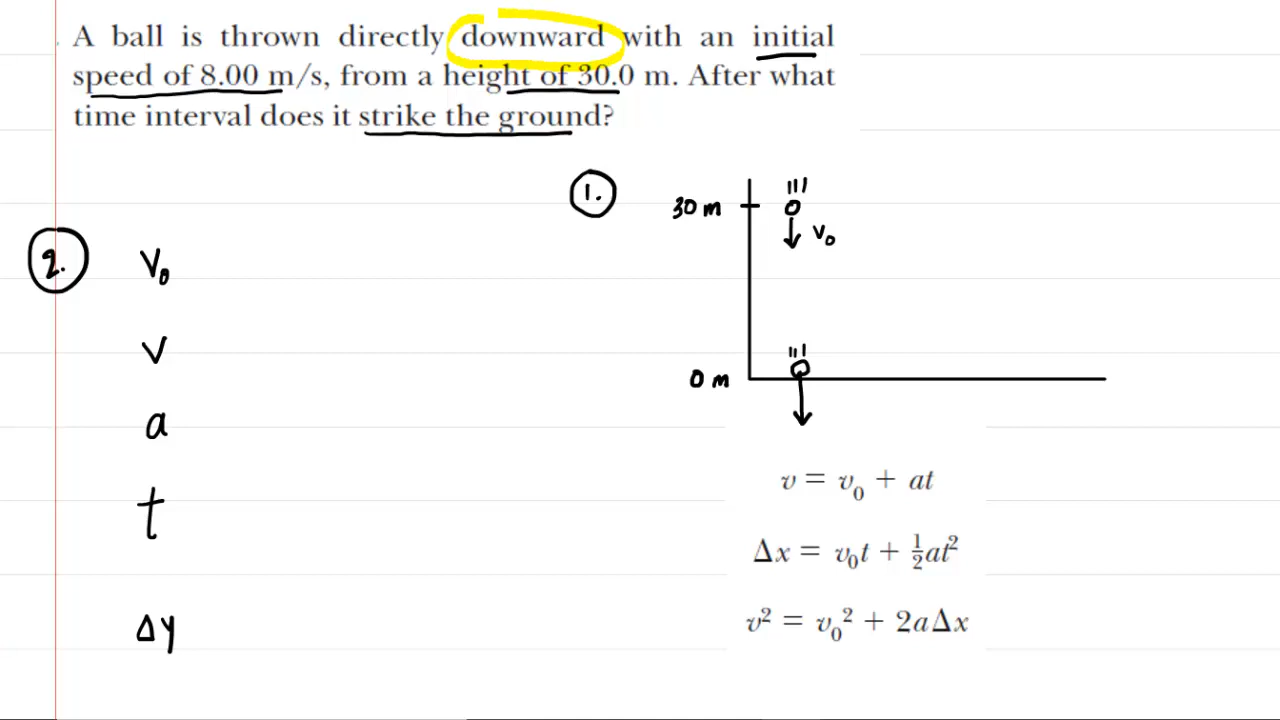 A ball is thrown directly downward with an initial
speed of 8.00 m/s, from a height of 30.0 m. After what
time interval does it strike the ground?
1.
30 m
v₀
2.
v₀
v
0 m
a
v = v₀ + at
t
Δx = v₀t + ½at²
v² = v₀² + 2aΔx
Δy